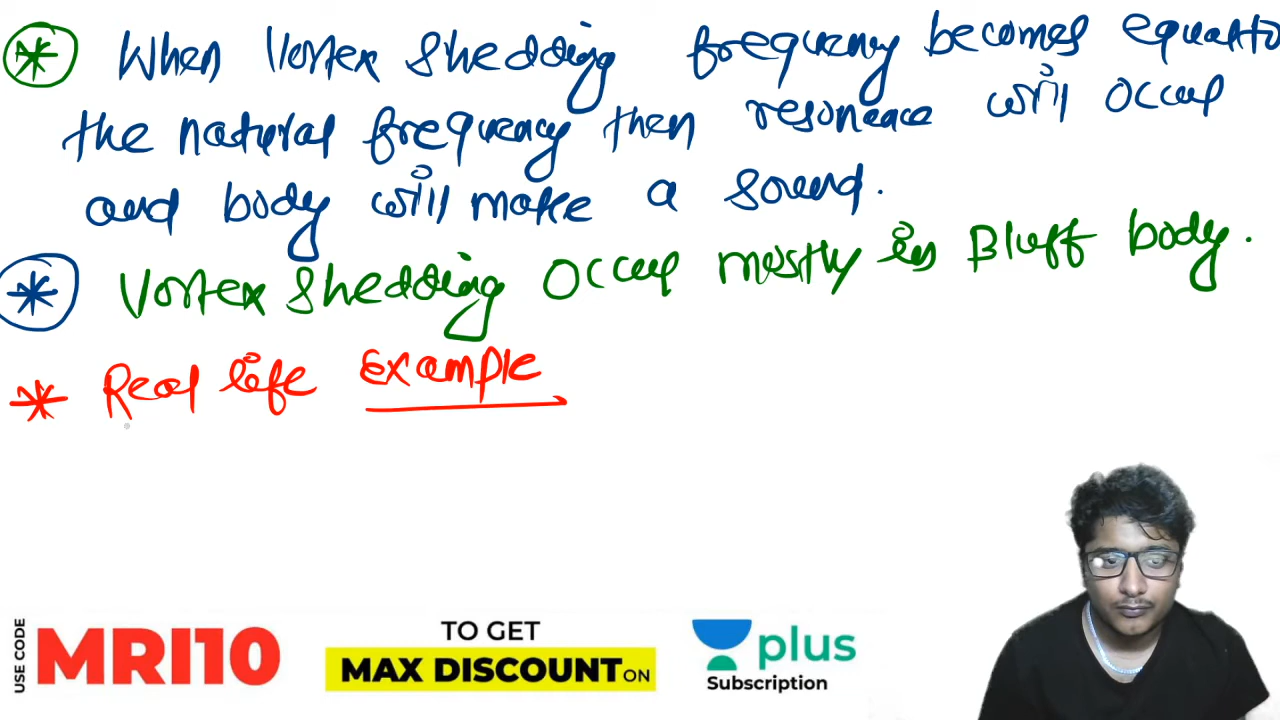 When Vortex Shedding frequency becomes equal to
the natural frequency then resonance will occur
and body will make a sound.
Vortex Shedding Occur mostly in Bluff body.
Real life Example
USE CODE
MRI10
TO GET
MAX DISCOUNT ON
plus
Subscription